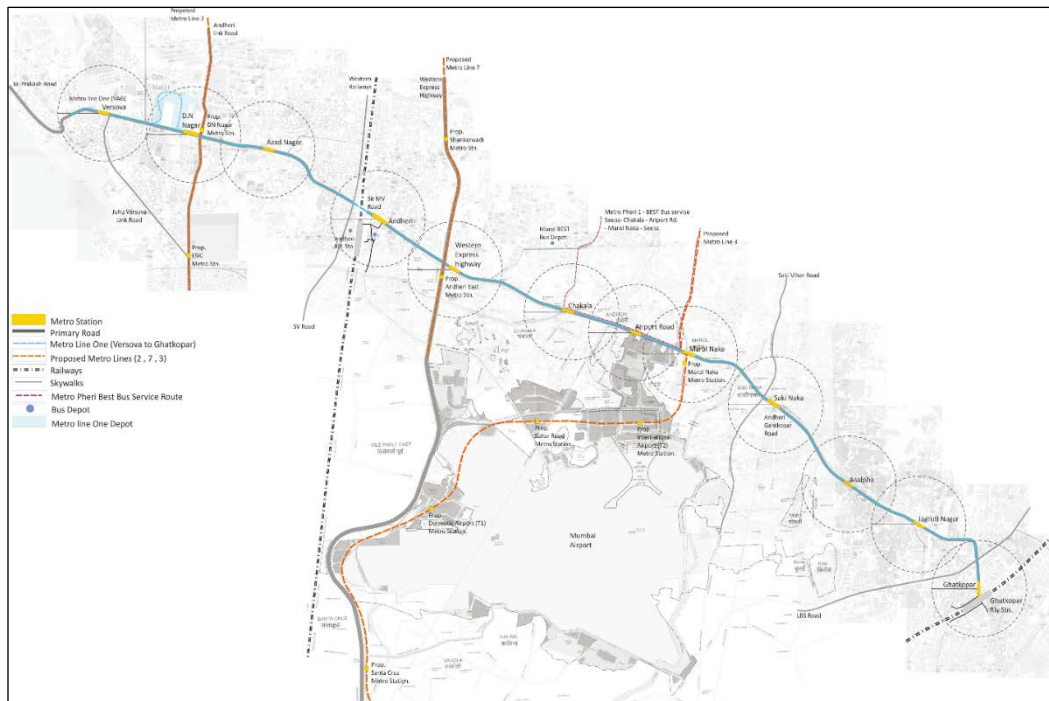 Proposed
Metro Line 2
Andheri
Link Road
Proposed
Metro Line 7
Western
Express
Highway
Western
Railways
Jai Prakash Road
Metro line One (YAG)
Versova
D.N
Nagar
Prop.
DN Nagar
Metro Stn.
Azad Nagar
Prop.
Shankarwadi
Metro Stn.
Juhu Versova
Link Road
Prop.
ESIC
Metro Stn.
Sir MV
Road
Andheri
Andheri
Rly Stn.
SV Road
Western
Express
Highway
Prop.
Andheri East
Metro Stn.
Marol BEST
Bus Depot
Metro Pheri 1 - BEST Bus service
Seepz- Chakala - Airport Rd.
- Marol Naka - Seepz.
Proposed
Metro Line 3
Saki Vihar Road
Chakala
Airport Road
Marol Naka
Prop.
Marol Naka
Metro Station.
Saki Naka
Andheri
Ghatkopar
Road
Prop.
Sahar Road
Metro Station
Prop.
International
Airport (T2)
Metro Station.
Prop.
Domestic Airport (T1)
Metro Station.
Mumbai
Airport
Asalpha
Jagruti Nagar
Ghatkopar
Ghatkopar
Rly Stn.
LBS Road
Prop.
Santa Cruz
Metro Station.
Metro Station
Primary Road
Metro Line One (Versova to Ghatkopar)
Proposed Metro Lines (2 , 7 , 3)
Railways
Skywalks
Metro Pheri Best Bus Service Route
Bus Depot
Metro line One Depot